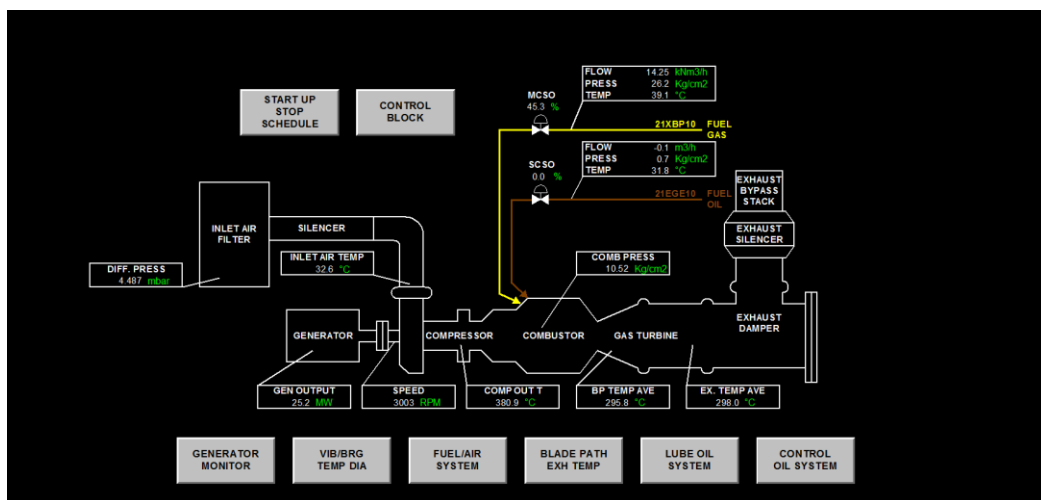 START UP
STOP
SCHEDULE
CONTROL
BLOCK
MCSO
45.3 %
FLOW 14.25 kNm3/h
PRESS 26.2 Kg/cm2
TEMP 39.1 °C
21XBP10 FUEL
GAS
SCSO
0.0 %
FLOW -0.1 m3/h
PRESS 0.7 Kg/cm2
TEMP 31.8 °C
21EGE10 FUEL
OIL
EXHAUST
BYPASS
STACK
EXHAUST
SILENCER
INLET AIR
FILTER
SILENCER
DIFF. PRESS
4.487 mbar
INLET AIR TEMP
32.6 °C
COMB PRESS
10.52 Kg/cm2
EXHAUST
DAMPER
GENERATOR
COMPRESSOR
COMBUSTOR
GAS TURBINE
GEN OUTPUT
25.2 MW
SPEED
3003 RPM
COMP OUT T
380.9 °C
BP TEMP AVE
295.8 °C
EX. TEMP AVE
298.0 °C
GENERATOR
MONITOR
VIB/BRG
TEMP DIA
FUEL/AIR
SYSTEM
BLADE PATH
EXH TEMP
LUBE OIL
SYSTEM
CONTROL
OIL SYSTEM